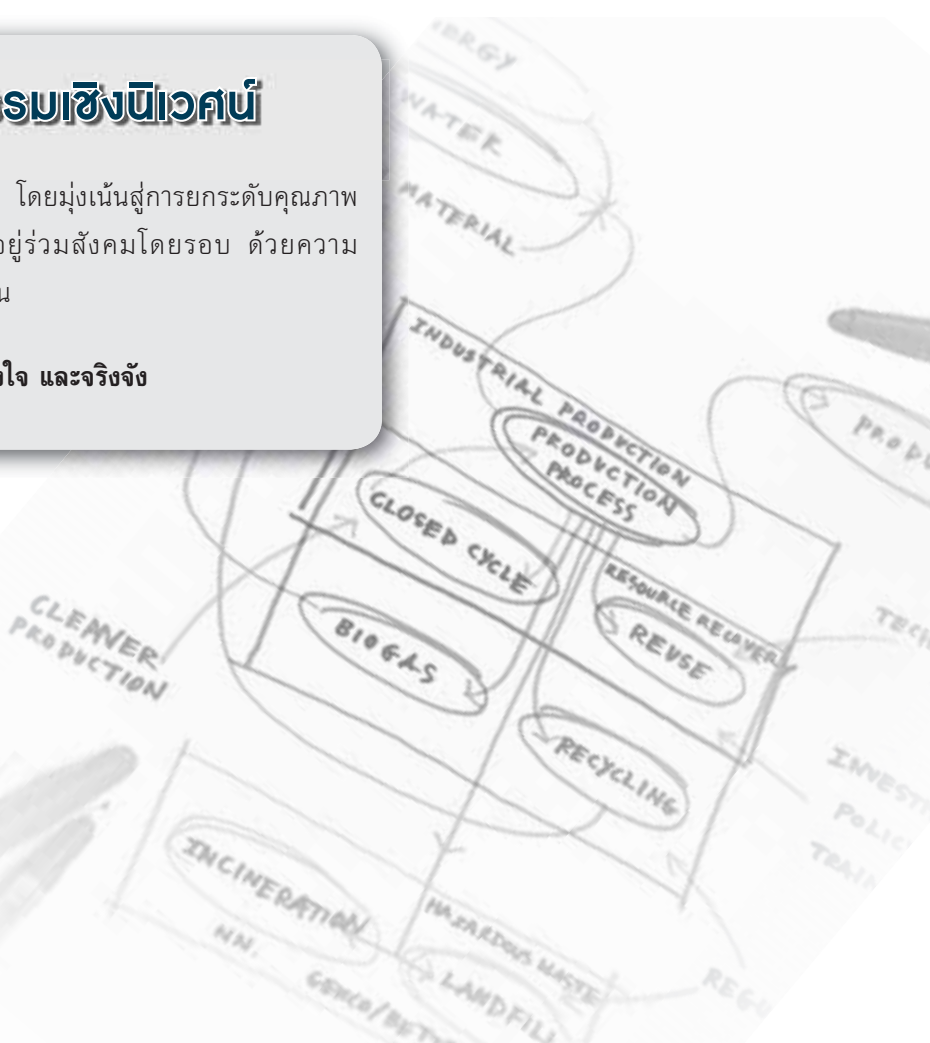 รมเชิงนิเวศน์
โดยมุ่งเน้นสู่การยกระดับคุณภาพ
อยู่ร่วมสังคมโดยรอบ ด้วยความ
น
งใจ และจริงจัง
WATER
MATERIAL
INDUSTRIAL PRODUCTION
PRODUCTION
PROCESS
CLOSED CYCLE
RESOURCE RECOVERY
REUSE
BIOGAS
CLEANER
PRODUCTION
RECYCLING
INCINERATION
HAZARDOUS WASTE
LANDFILL